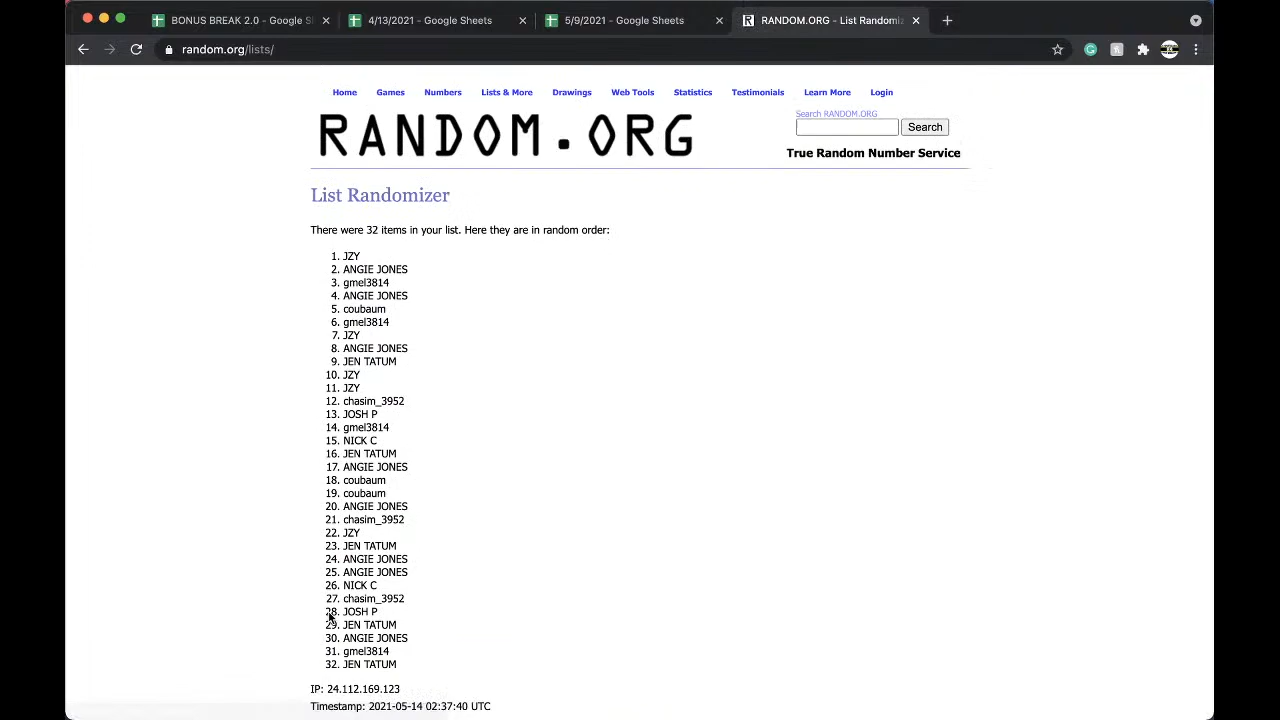 BONUS BREAK 2.0 - Google S
4/13/2021 - Google Sheets
5/9/2021 - Google Sheets
RANDOM.ORG - List Randomiz
random.org/lists/
Home Games Numbers Lists & More Drawings Web Tools Statistics Testimonials Learn More Login
Search RANDOM.ORG
RANDOM.ORG
Search
True Random Number Service
List Randomizer
There were 32 items in your list. Here they are in random order:
1. JZY
2. ANGIE JONES
3. gmel3814
4. ANGIE JONES
5. coubaum
6. gmel3814
7. JZY
8. ANGIE JONES
9. JEN TATUM
10. JZY
11. JZY
12. chasim_3952
13. JOSH P
14. gmel3814
15. NICK C
16. JEN TATUM
17. ANGIE JONES
18. coubaum
19. coubaum
20. ANGIE JONES
21. chasim_3952
22. JZY
23. JEN TATUM
24. ANGIE JONES
25. ANGIE JONES
26. NICK C
27. chasim_3952
28. JOSH P
29. JEN TATUM
30. ANGIE JONES
31. gmel3814
32. JEN TATUM
IP: 24.112.169.123
Timestamp: 2021-05-14 02:37:40 UTC